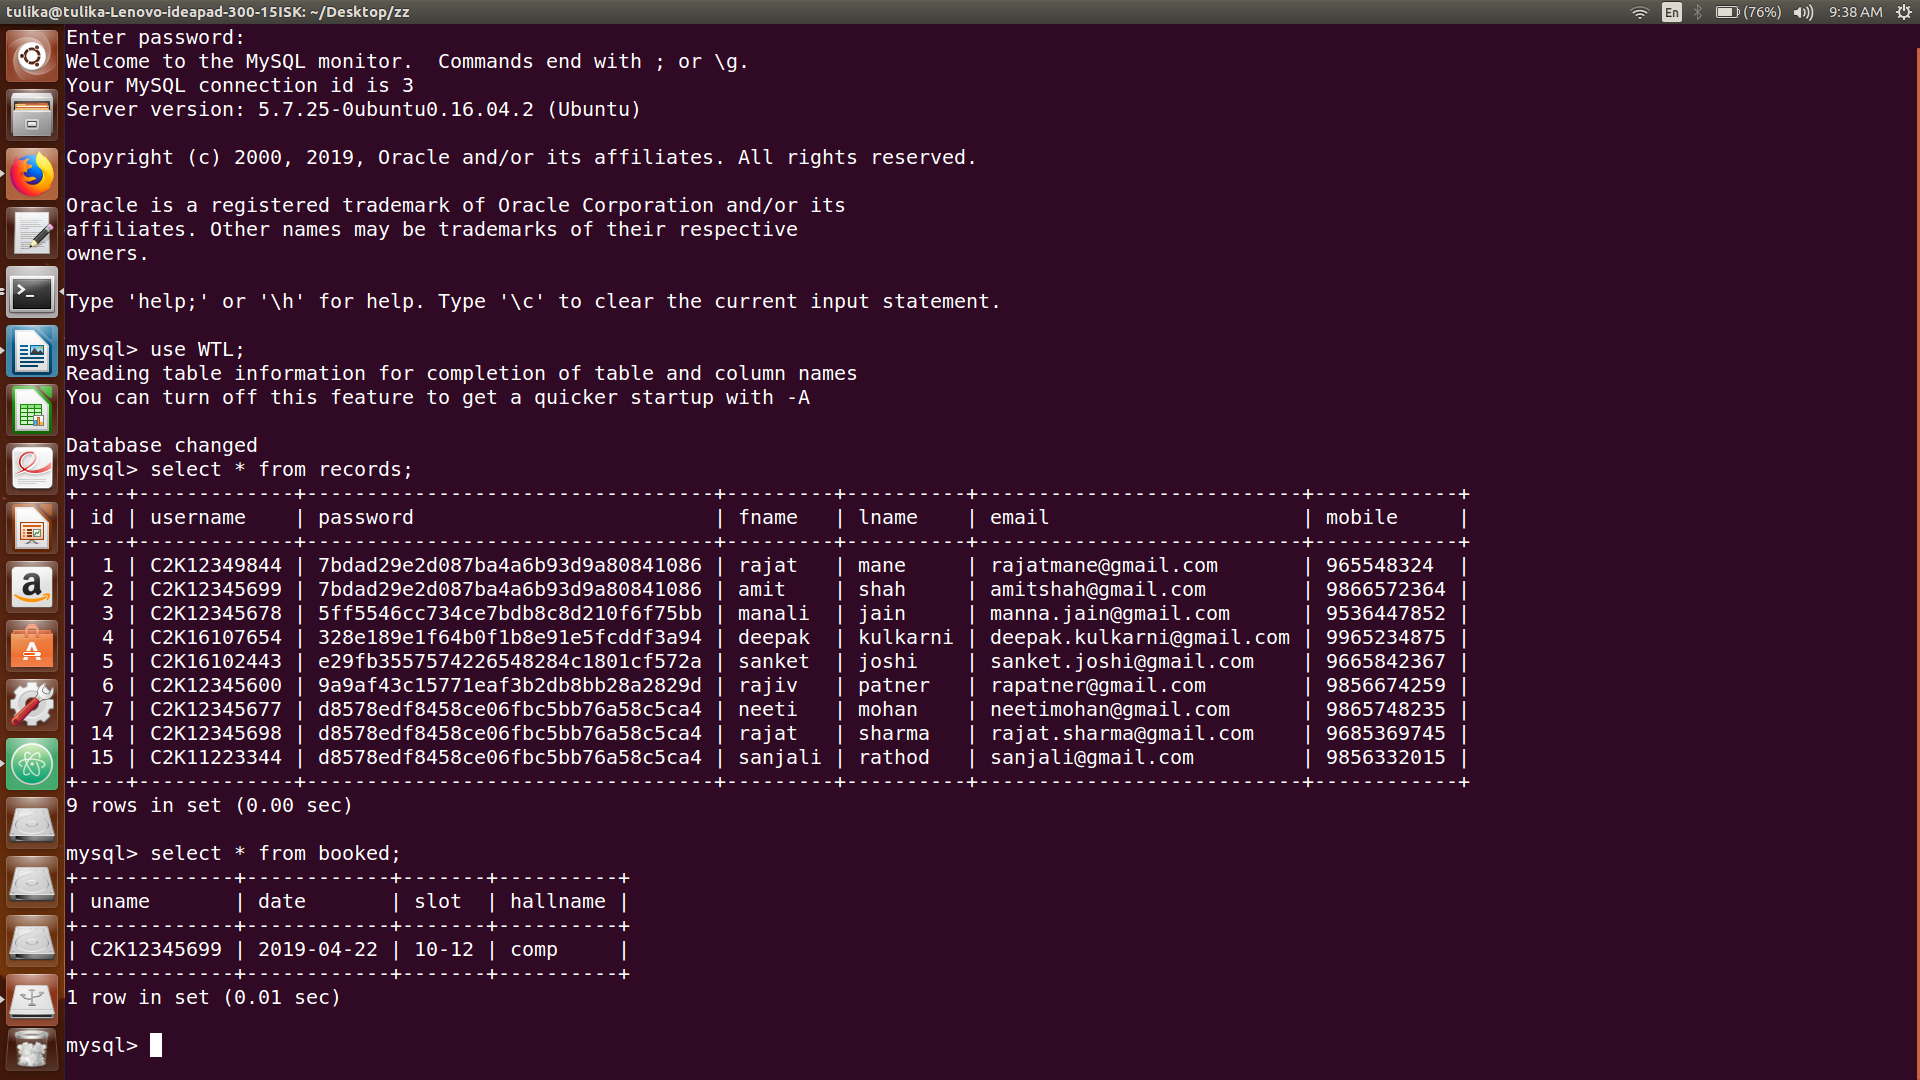 tulika@tulika-Lenovo-ideapad-300-15ISK: ~/Desktop/zz
En (76%) 9:38 AM
Enter password:
Welcome to the MySQL monitor.  Commands end with ; or \g.
Your MySQL connection id is 3
Server version: 5.7.25-0ubuntu0.16.04.2 (Ubuntu)

Copyright (c) 2000, 2019, Oracle and/or its affiliates. All rights reserved.

Oracle is a registered trademark of Oracle Corporation and/or its
affiliates. Other names may be trademarks of their respective
owners.

Type 'help;' or '\h' for help. Type '\c' to clear the current input statement.

mysql> use WTL;
Reading table information for completion of table and column names
You can turn off this feature to get a quicker startup with -A

Database changed
mysql> select * from records;
+----+-------------+----------------------------------+---------+----------+---------------------------+------------+
| id | username    | password                         | fname   | lname    | email                     | mobile     |
+----+-------------+----------------------------------+---------+----------+---------------------------+------------+
|  1 | C2K12349844 | 7bdad29e2d087ba4a6b93d9a80841086 | rajat   | mane     | rajatmane@gmail.com       | 965548324  |
|  2 | C2K12345699 | 7bdad29e2d087ba4a6b93d9a80841086 | amit    | shah     | amitshah@gmail.com        | 9866572364 |
|  3 | C2K12345678 | 5ff5546cc734ce7bdb8c8d210f6f75bb | manali  | jain     | manna.jain@gmail.com      | 9536447852 |
|  4 | C2K16107654 | 328e189e1f64b0f1b8e91e5fcddf3a94 | deepak  | kulkarni | deepak.kulkarni@gmail.com | 9965234875 |
|  5 | C2K16102443 | e29fb3557574226548284c1801cf572a | sanket  | joshi    | sanket.joshi@gmail.com    | 9665842367 |
|  6 | C2K12345600 | 9a9af43c15771eaf3b2db8bb28a2829d | rajiv   | patner   | rapatner@gmail.com        | 9856674259 |
|  7 | C2K12345677 | d8578edf8458ce06fbc5bb76a58c5ca4 | neeti   | mohan    | neetimohan@gmail.com      | 9865748235 |
| 14 | C2K12345698 | d8578edf8458ce06fbc5bb76a58c5ca4 | rajat   | sharma   | rajat.sharma@gmail.com    | 9685369745 |
| 15 | C2K11223344 | d8578edf8458ce06fbc5bb76a58c5ca4 | sanjali | rathod   | sanjali@gmail.com         | 9856332015 |
+----+-------------+----------------------------------+---------+----------+---------------------------+------------+
9 rows in set (0.00 sec)

mysql> select * from booked;
+-------------+------------+-------+----------+
| uname       | date       | slot  | hallname |
+-------------+------------+-------+----------+
| C2K12345699 | 2019-04-22 | 10-12 | comp     |
+-------------+------------+-------+----------+
1 row in set (0.01 sec)

mysql>